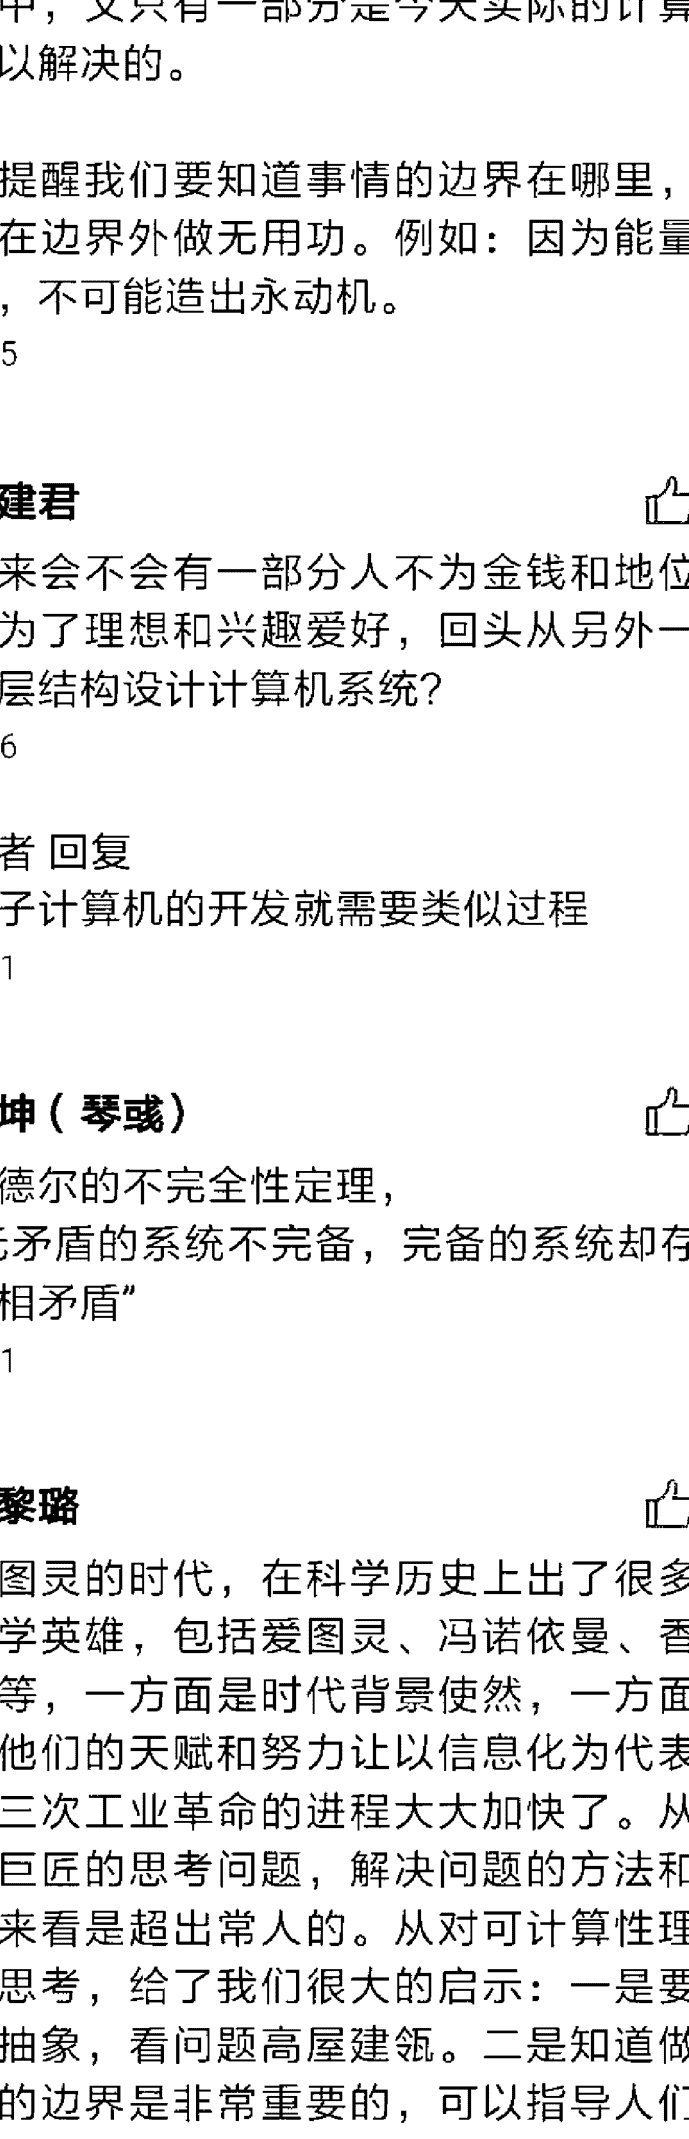 中，又只有一部分是今天实际的计算
以解决的。
提醒我们要知道事情的边界在哪里，
在边界外做无用功。例如：因为能量
，不可能造出永动机。
5
建君
来会不会有一部分人不为金钱和地位
为了理想和兴趣爱好，回头从另外一
层结构设计计算机系统？
6
者 回复
子计算机的开发就需要类似过程
1
坤（琴彧）
德尔的不完全性定理，
无矛盾的系统不完备，完备的系统却存
相矛盾”
1
黎璐
图灵的时代，在科学历史上出了很多
学英雄，包括爱图灵、冯诺依曼、香
等，一方面是时代背景使然，一方面
他们的天赋和努力让以信息化为代表
三次工业革命的进程大大加快了。从
巨匠的思考问题，解决问题的方法和
来看是超出常人的。从对可计算性理
思考，给了我们很大的启示：一是要
抽象，看问题高屋建瓴。二是知道做
的边界是非常重要的，可以指导人们